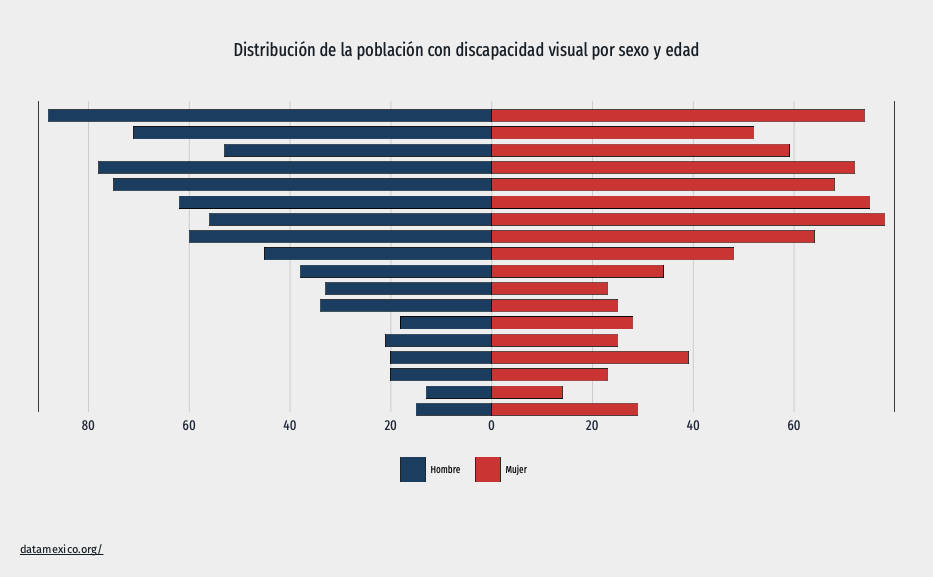 Distribución de la población con discapacidad visual por sexo y edad
80 60 40 20 0 20 40 60
Hombre Mujer
datamexico.org/